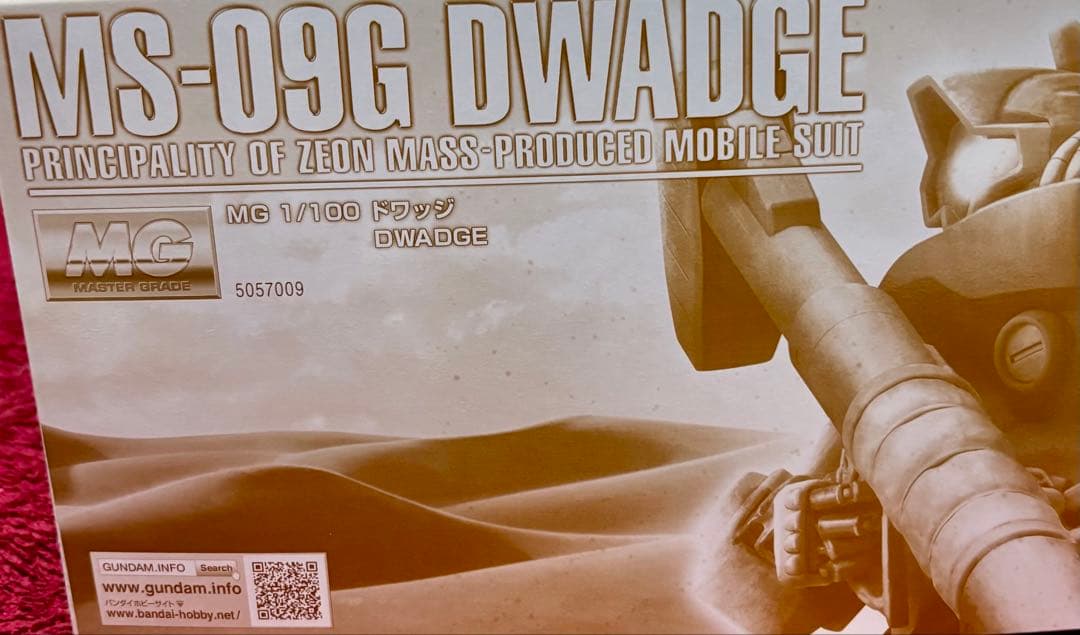 MS-09G DWADGE
PRINCIPALITY OF ZEON MASS-PRODUCED MOBILE SUIT
MG
MASTER GRADE
MG 1/100 ドワッジ
DWADGE
5057009
GUNDAM.INFO Search
www.gundam.info
バンダイホビーサイト
www.bandai-hobby.net/